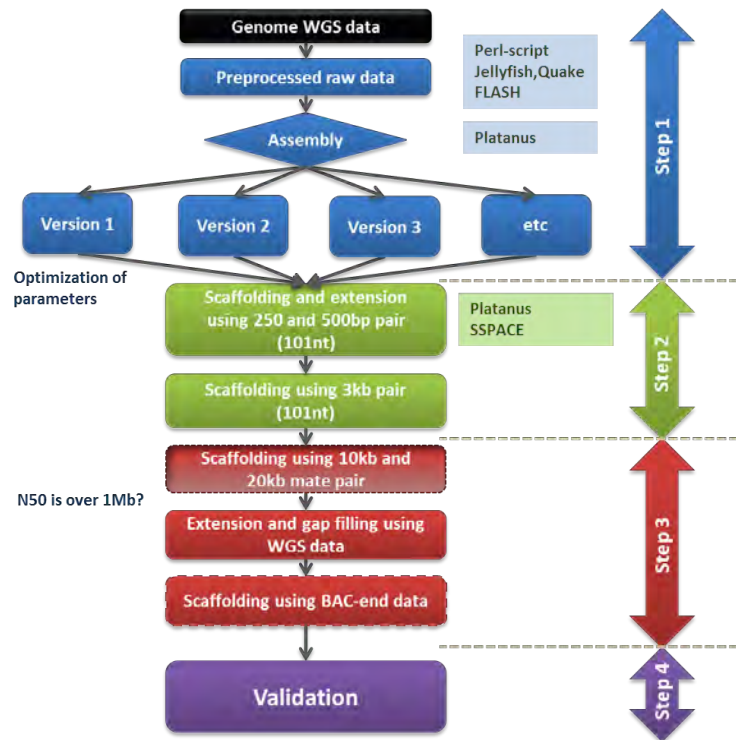 Genome WGS data
Preprocessed raw data
Perl-script
Jellyfish,Quake
FLASH
Assembly
Platanus
Step 1
Version 1
Version 2
Version 3
etc
Optimization of
parameters
Scaffolding and extension
using 250 and 500bp pair
(101nt)
Platanus
SSPACE
Step 2
Scaffolding using 3kb pair
(101nt)
Scaffolding using 10kb and
20kb mate pair
N50 is over 1Mb?
Extension and gap filling using
WGS data
Step 3
Scaffolding using BAC-end data
Validation
Step 4